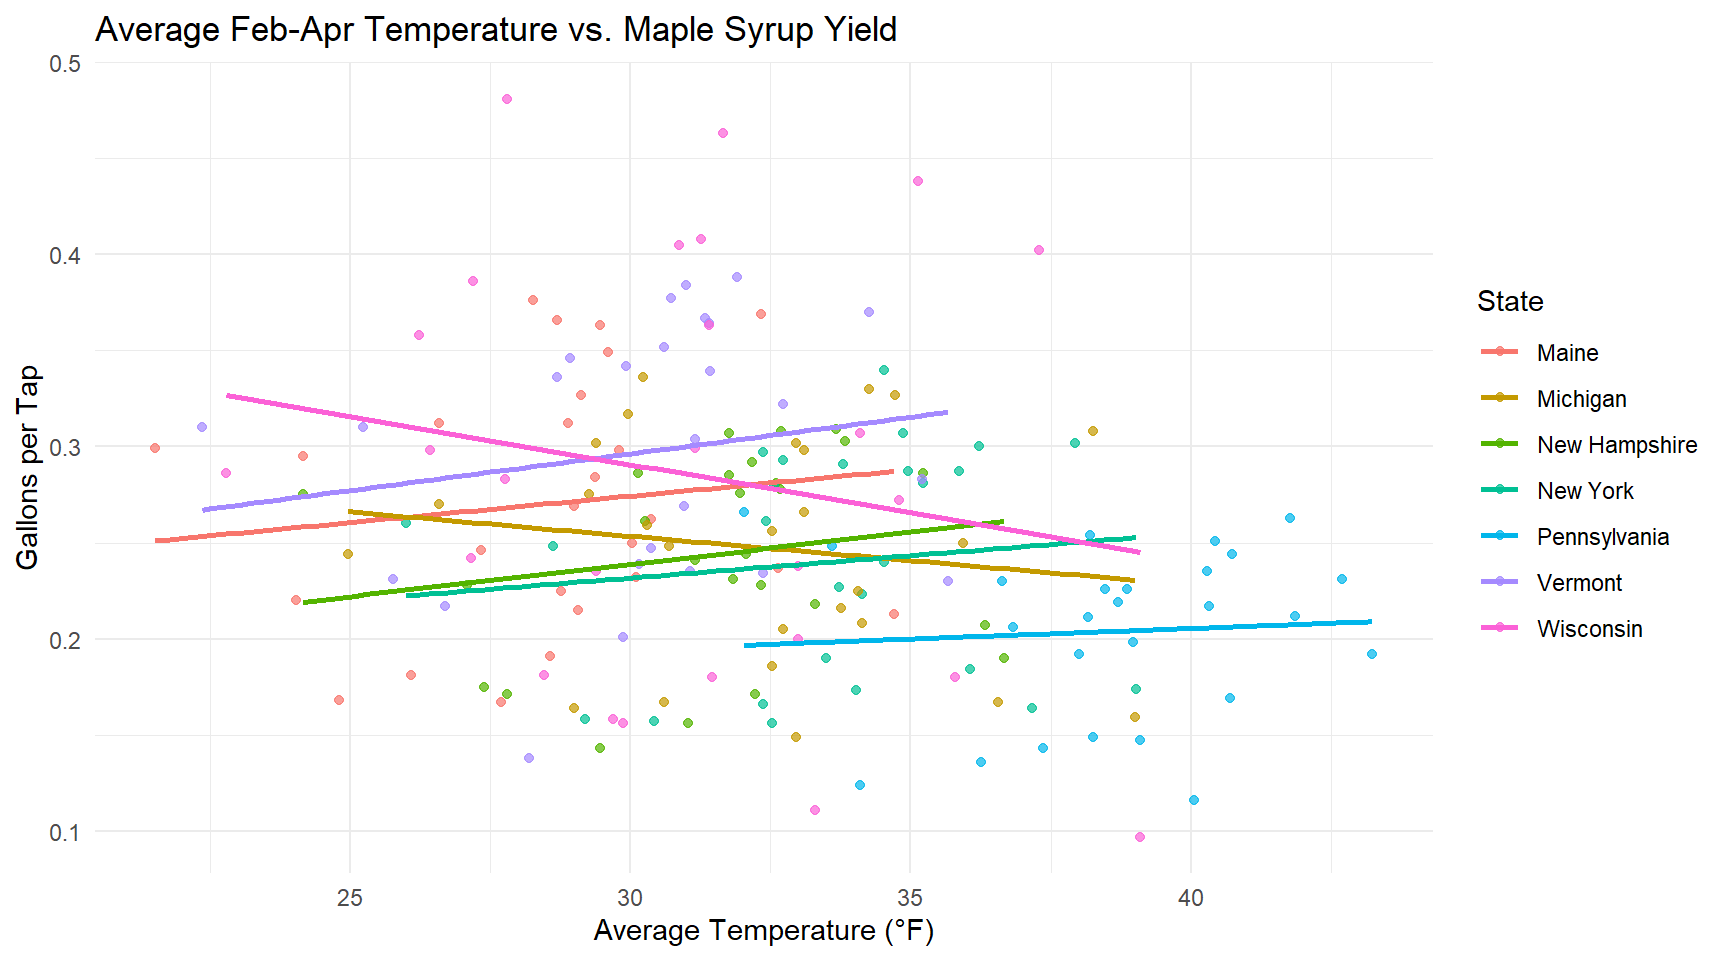 Average Feb-Apr Temperature vs. Maple Syrup Yield
0.5
0.4
0.3
0.2
0.1
Gallons per Tap
25 30 35 40
Average Temperature (°F)
State
Maine
Michigan
New Hampshire
New York
Pennsylvania
Vermont
Wisconsin